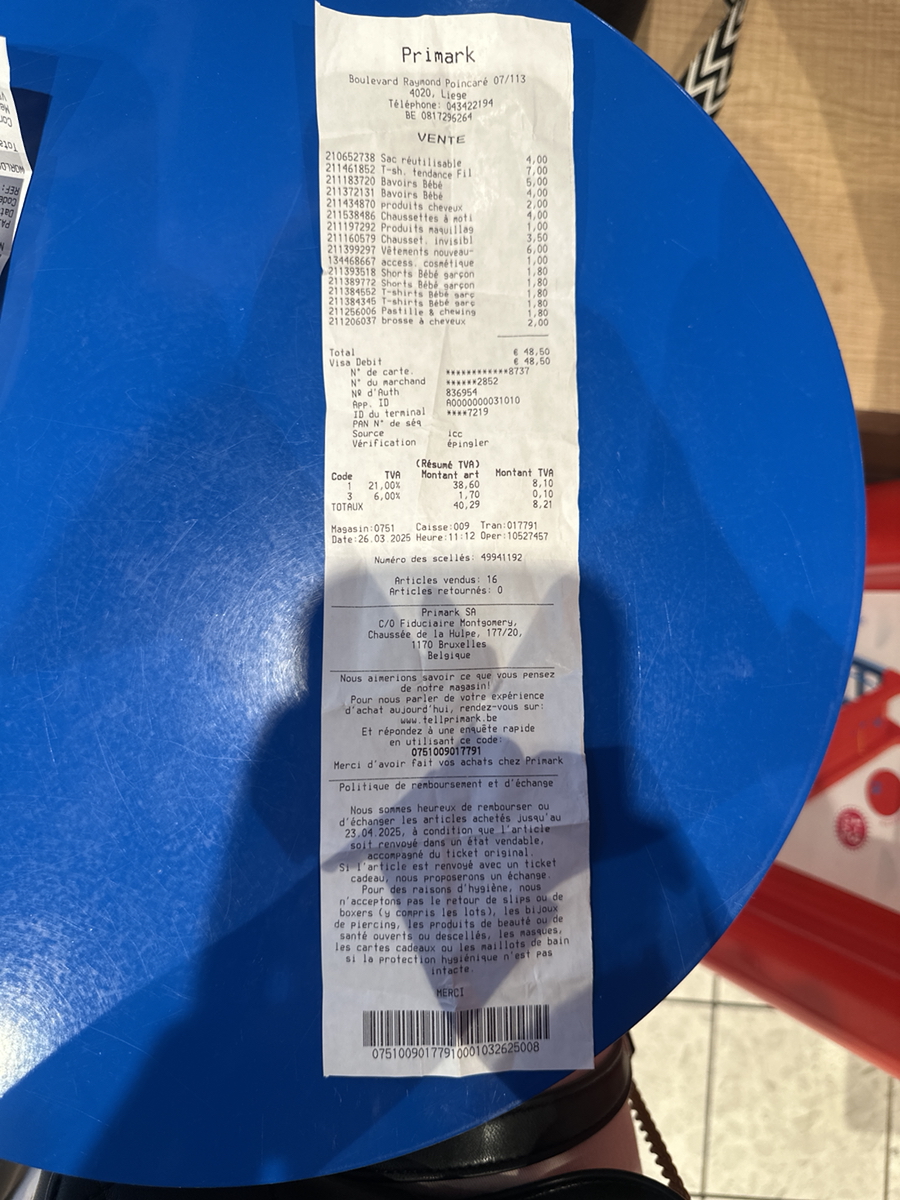 Primark
Boulevard Raymond Poincaré 07/113
4020, Liege
Téléphone: 043422194
BE 0817296264
VENTE
210652738 Sac réutilisable 4,00
211461852 T-sh. tendance Fil 7,00
211183720 Bavoirs Bébé 5,00
211372131 Bavoirs Bébé 4,00
211434870 produits cheveux 2,00
211538486 Chaussettes à moti 4,00
211197292 Produits maquillag 1,00
211160579 Chausset. invisibl 3,50
211399297 Vêtements nouveau- 6,00
134468667 access. cosmétique 1,00
211393518 Shorts Bébé garçon 1,80
211389772 Shorts Bébé garçon 1,80
211384552 T-shirts Bébé garç 1,80
211384345 T-shirts Bébé garç 1,80
211256006 Pastille & chewing 1,80
211206037 brosse à cheveux 2,00
Total € 48,50
Visa Debit € 48,50
N° de carte. ************8737
N° du marchand ******2852
Nº d'Auth 836954
App. ID A0000000031010
ID du terminal ****7219
PAN N° de séq
Source icc
Vérification épingler
(Résumé TVA)
Code TVA Montant art Montant TVA
1 21,00% 38,60 8,10
3 6,00% 1,70 0,10
TOTAUX 40,29 8,21
Magasin:0751 Caisse:009 Tran:017791
Date:26.03.2025 Heure:11:12 Oper:10527457
Numéro des scellés: 49941192
Articles vendus: 16
Articles retournés: 0
Primark SA
C/O Fiduciaire Montgomery,
Chaussée de la Hulpe, 177/20,
1170 Bruxelles
Belgique
Nous aimerions savoir ce que vous pensez
de notre magasin!
Pour nous parler de votre expérience
d'achat aujourd'hui, rendez-vous sur:
www.tellprimark.be
Et répondez à une enquête rapide
en utilisant ce code:
0751009017791
Merci d'avoir fait vos achats chez Primark
Politique de remboursement et d'échange
Nous sommes heureux de rembourser ou
d'échanger les articles achetés jusqu'au
23.04.2025, à condition que l'article
soit renvoyé dans un état vendable,
accompagné du ticket original.
Si l'article est renvoyé avec un ticket
cadeau, nous proposerons un échange.
Pour des raisons d'hygiène, nous
n'acceptons pas le retour de slips ou de
boxers (y compris les lots), les bijoux
de piercing, les produits de beauté ou de
santé ouverts ou descellés, les masques,
les cartes cadeaux ou les maillots de bain
si la protection hygiénique n'est pas
intacte.
MERCI
07510090177910001032625008